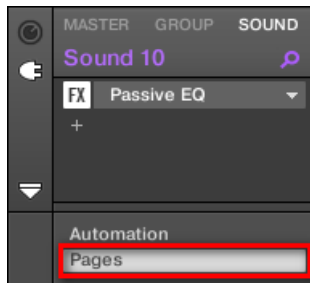 MASTER GROUP SOUND
Sound 10
FX Passive EQ
+
Automation
Pages